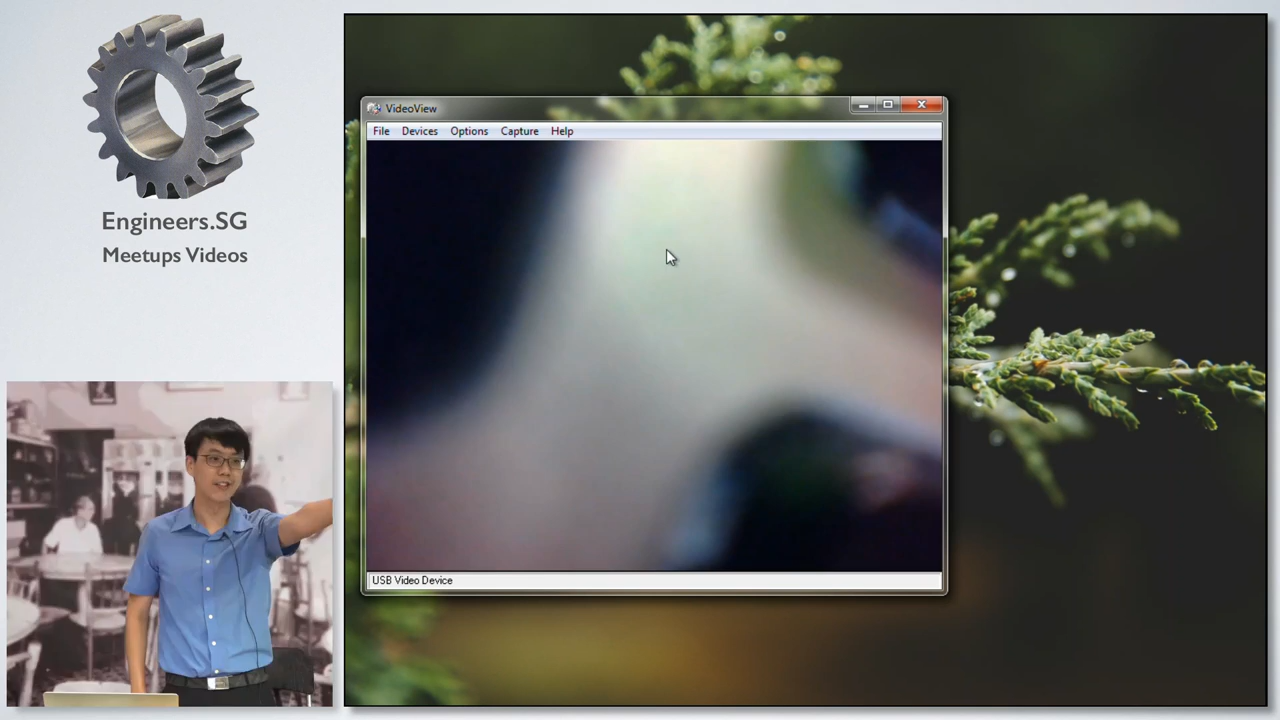 Engineers.SG
Meetups Videos
VideoView
File Devices Options Capture Help
USB Video Device